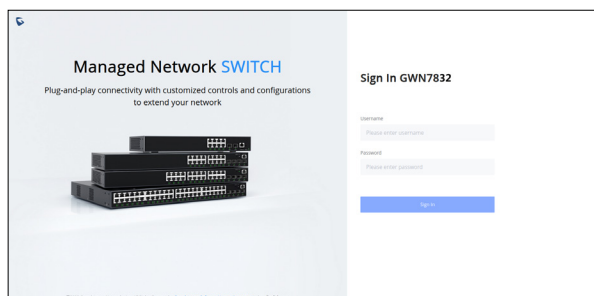 Managed Network SWITCH
Plug-and-play connectivity with customized controls and configurations
to extend your network
Sign In GWN7832
Username
Please enter username
Password
Please enter password
Sign In